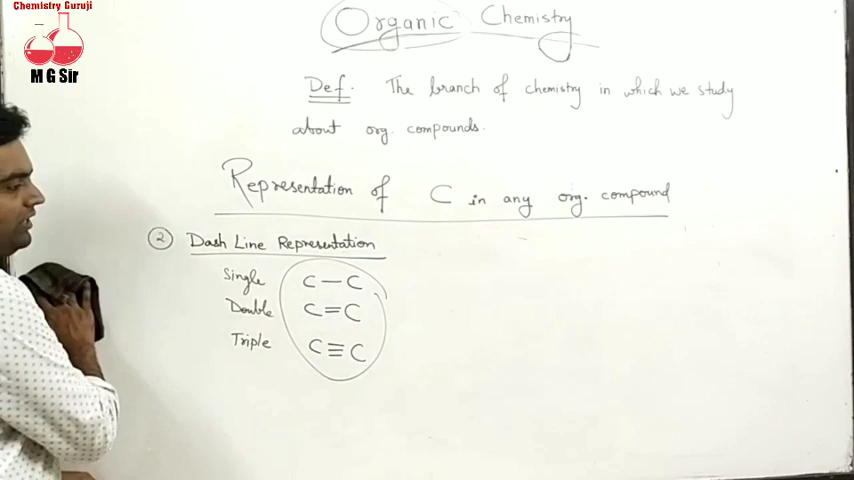 Chemistry Guruji
M G Sir
Organic Chemistry
Def. The branch of chemistry in which we study
about org. compounds.
Representation of C in any org. compound
2 Dash Line Representation
Single C—C
Double C=C
Triple C≡C